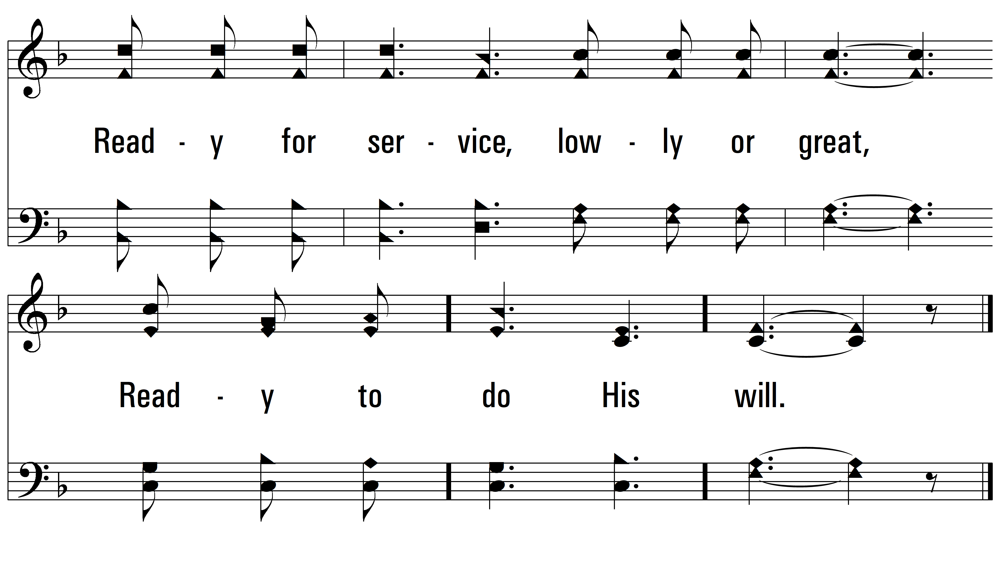 Read - y for ser - vice, low - ly or great,
Read - y to do His will.